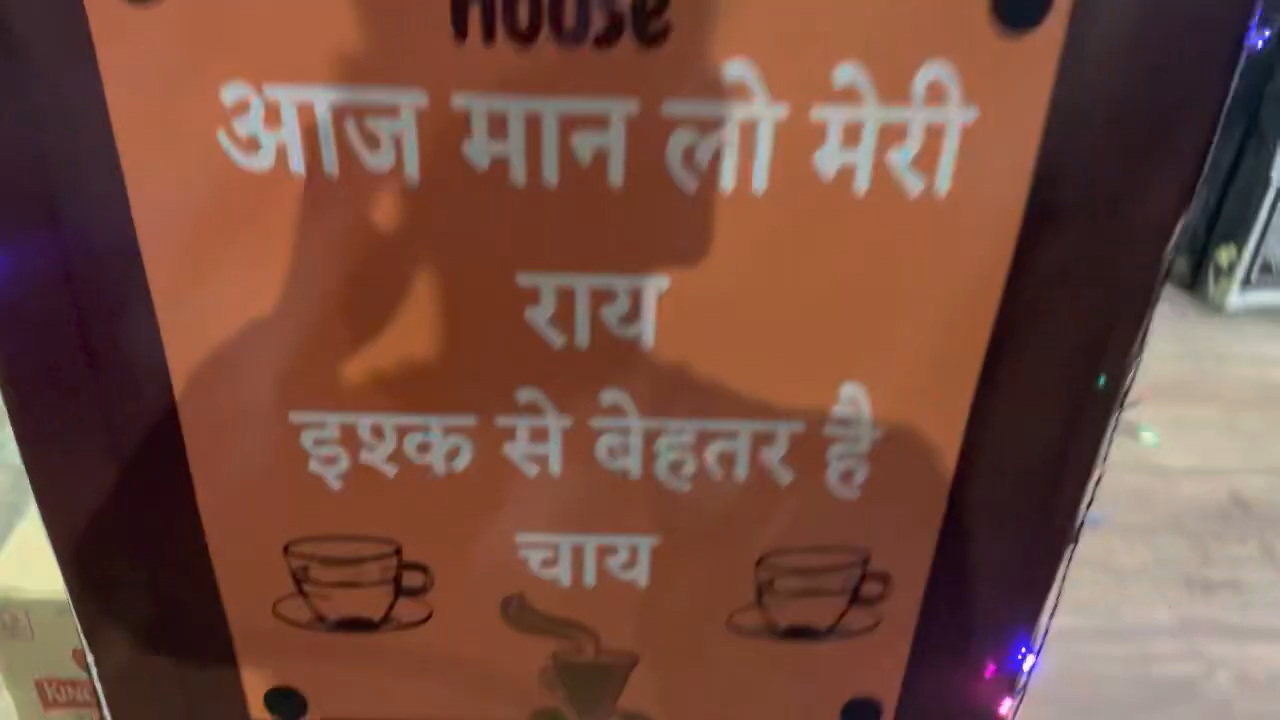 House
आज मान लो मेरी
राय
इश्क से बेहतर है
चाय